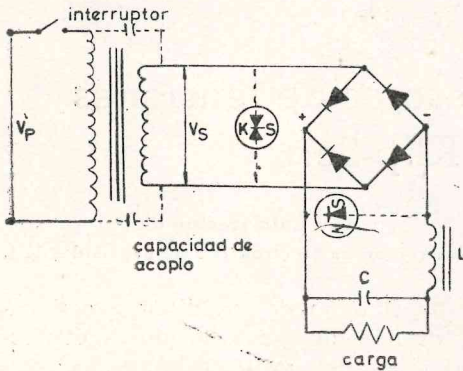 interruptor
V̀P
VS
K S
+
-
capacidad de
acoplo
N S
L
C
carga